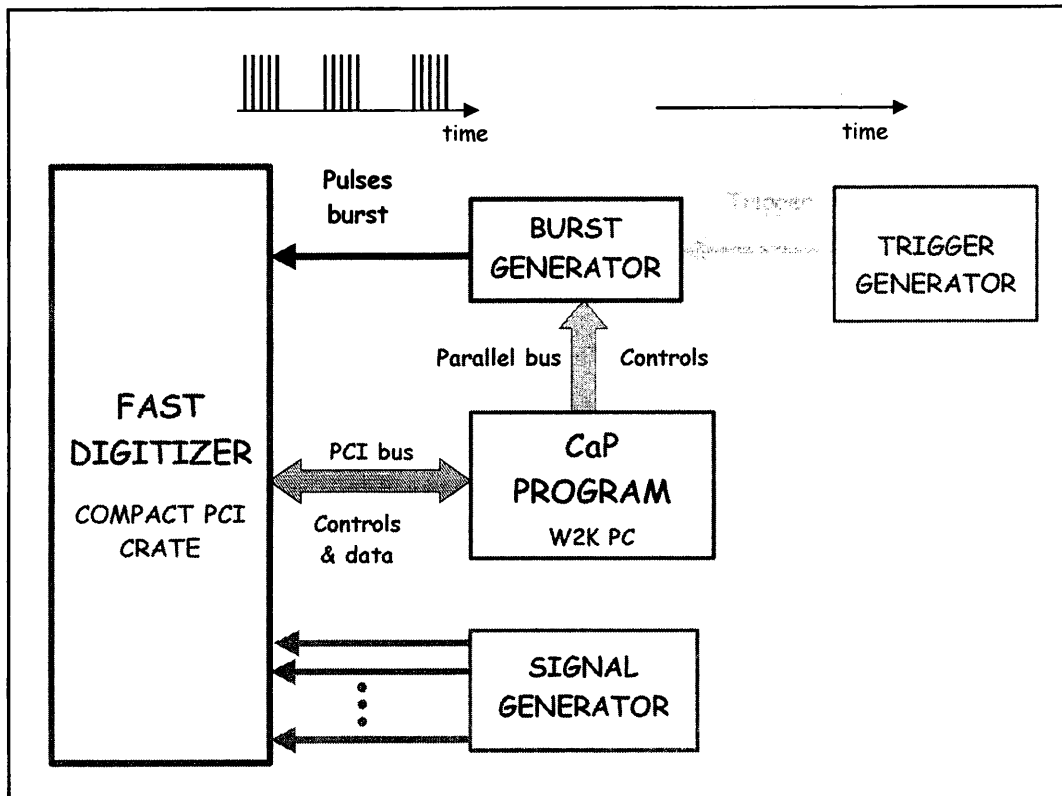 time
time
Pulses
burst
Trigger
BURST
GENERATOR
TRIGGER
GENERATOR
Parallel bus
Controls
FAST
DIGITIZER
COMPACT PCI
CRATE
PCI bus
Controls
& data
CaP
PROGRAM
W2K PC
SIGNAL
GENERATOR